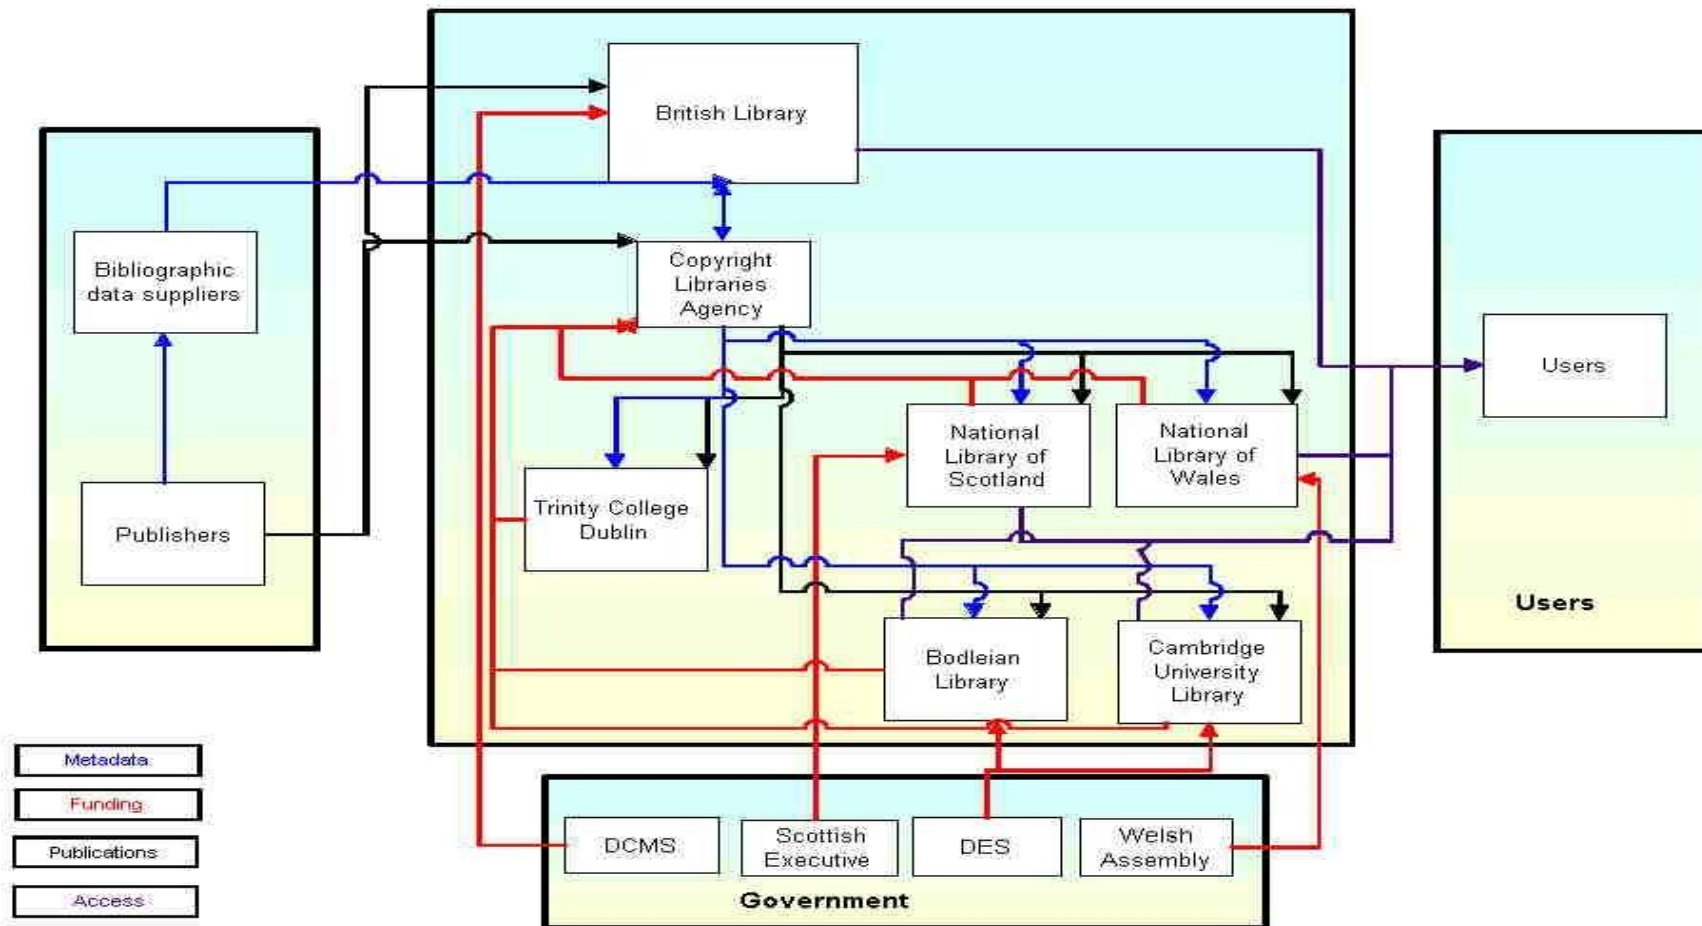 British Library
Bibliographic
data suppliers
Copyright
Libraries
Agency
Users
Publishers
Trinity College
Dublin
National
Library of
Scotland
National
Library of
Wales
Users
Bodleian
Library
Cambridge
University
Library
Metadata
Funding
Publications
Access
DCMS
Scottish
Executive
DES
Welsh
Assembly
Government